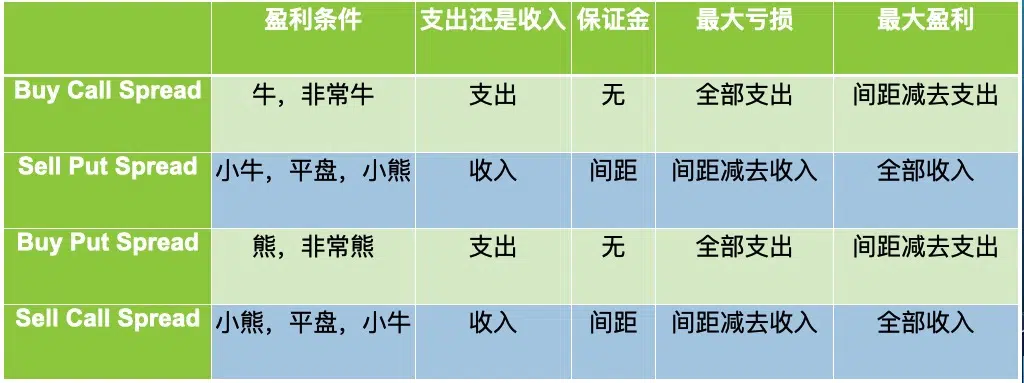 盈利条件 支出还是收入 保证金 最大亏损 最大盈利
Buy Call Spread 牛，非常牛 支出 无 全部支出 间距减去支出
Sell Put Spread 小牛，平盘，小熊 收入 间距 间距减去收入 全部收入
Buy Put Spread 熊，非常熊 支出 无 全部支出 间距减去支出
Sell Call Spread 小熊，平盘，小牛 收入 间距 间距减去收入 全部收入